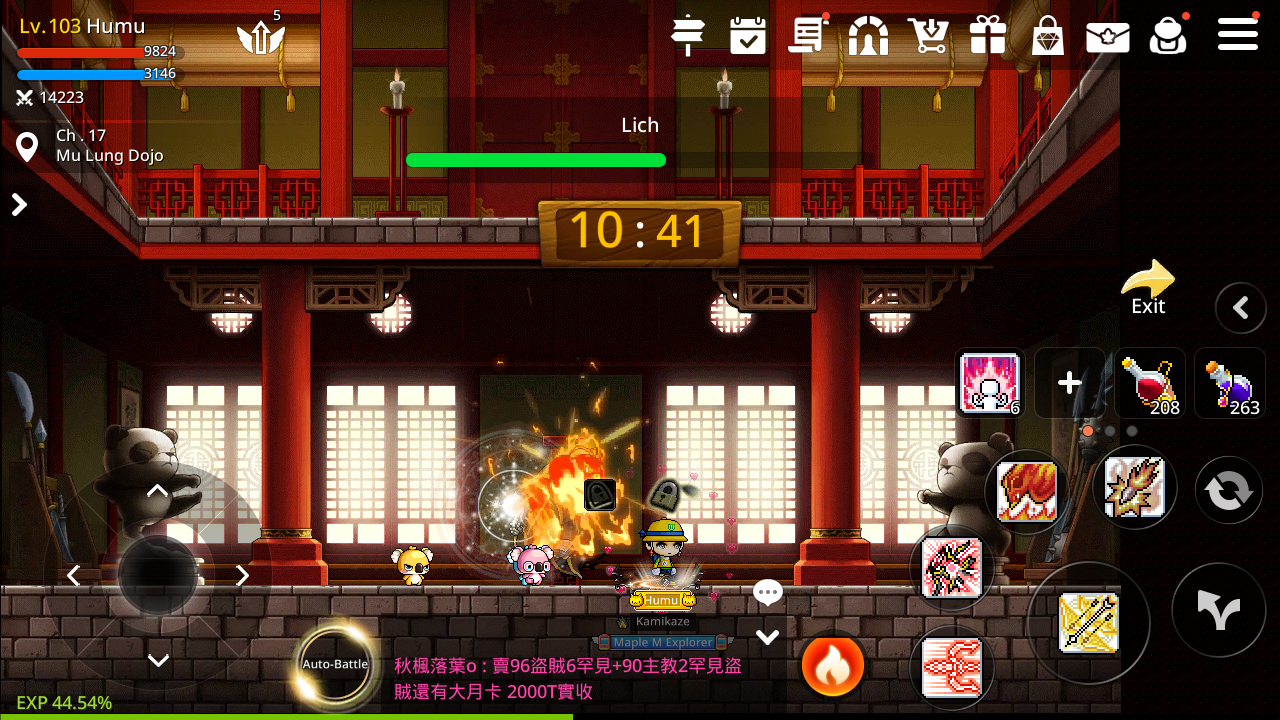 Lv.103 Humu
5
9824
3146
14223
Ch . 17
Mu Lung Dojo
Lich
10 : 41
Exit
6
208
263
Humu
Kamikaze
Maple M Explorer
Auto-Battle
秋楓落葉o : 賣96盜賊6罕見+90主教2罕見盜
賊還有大月卡 2000T實收
EXP 44.54%